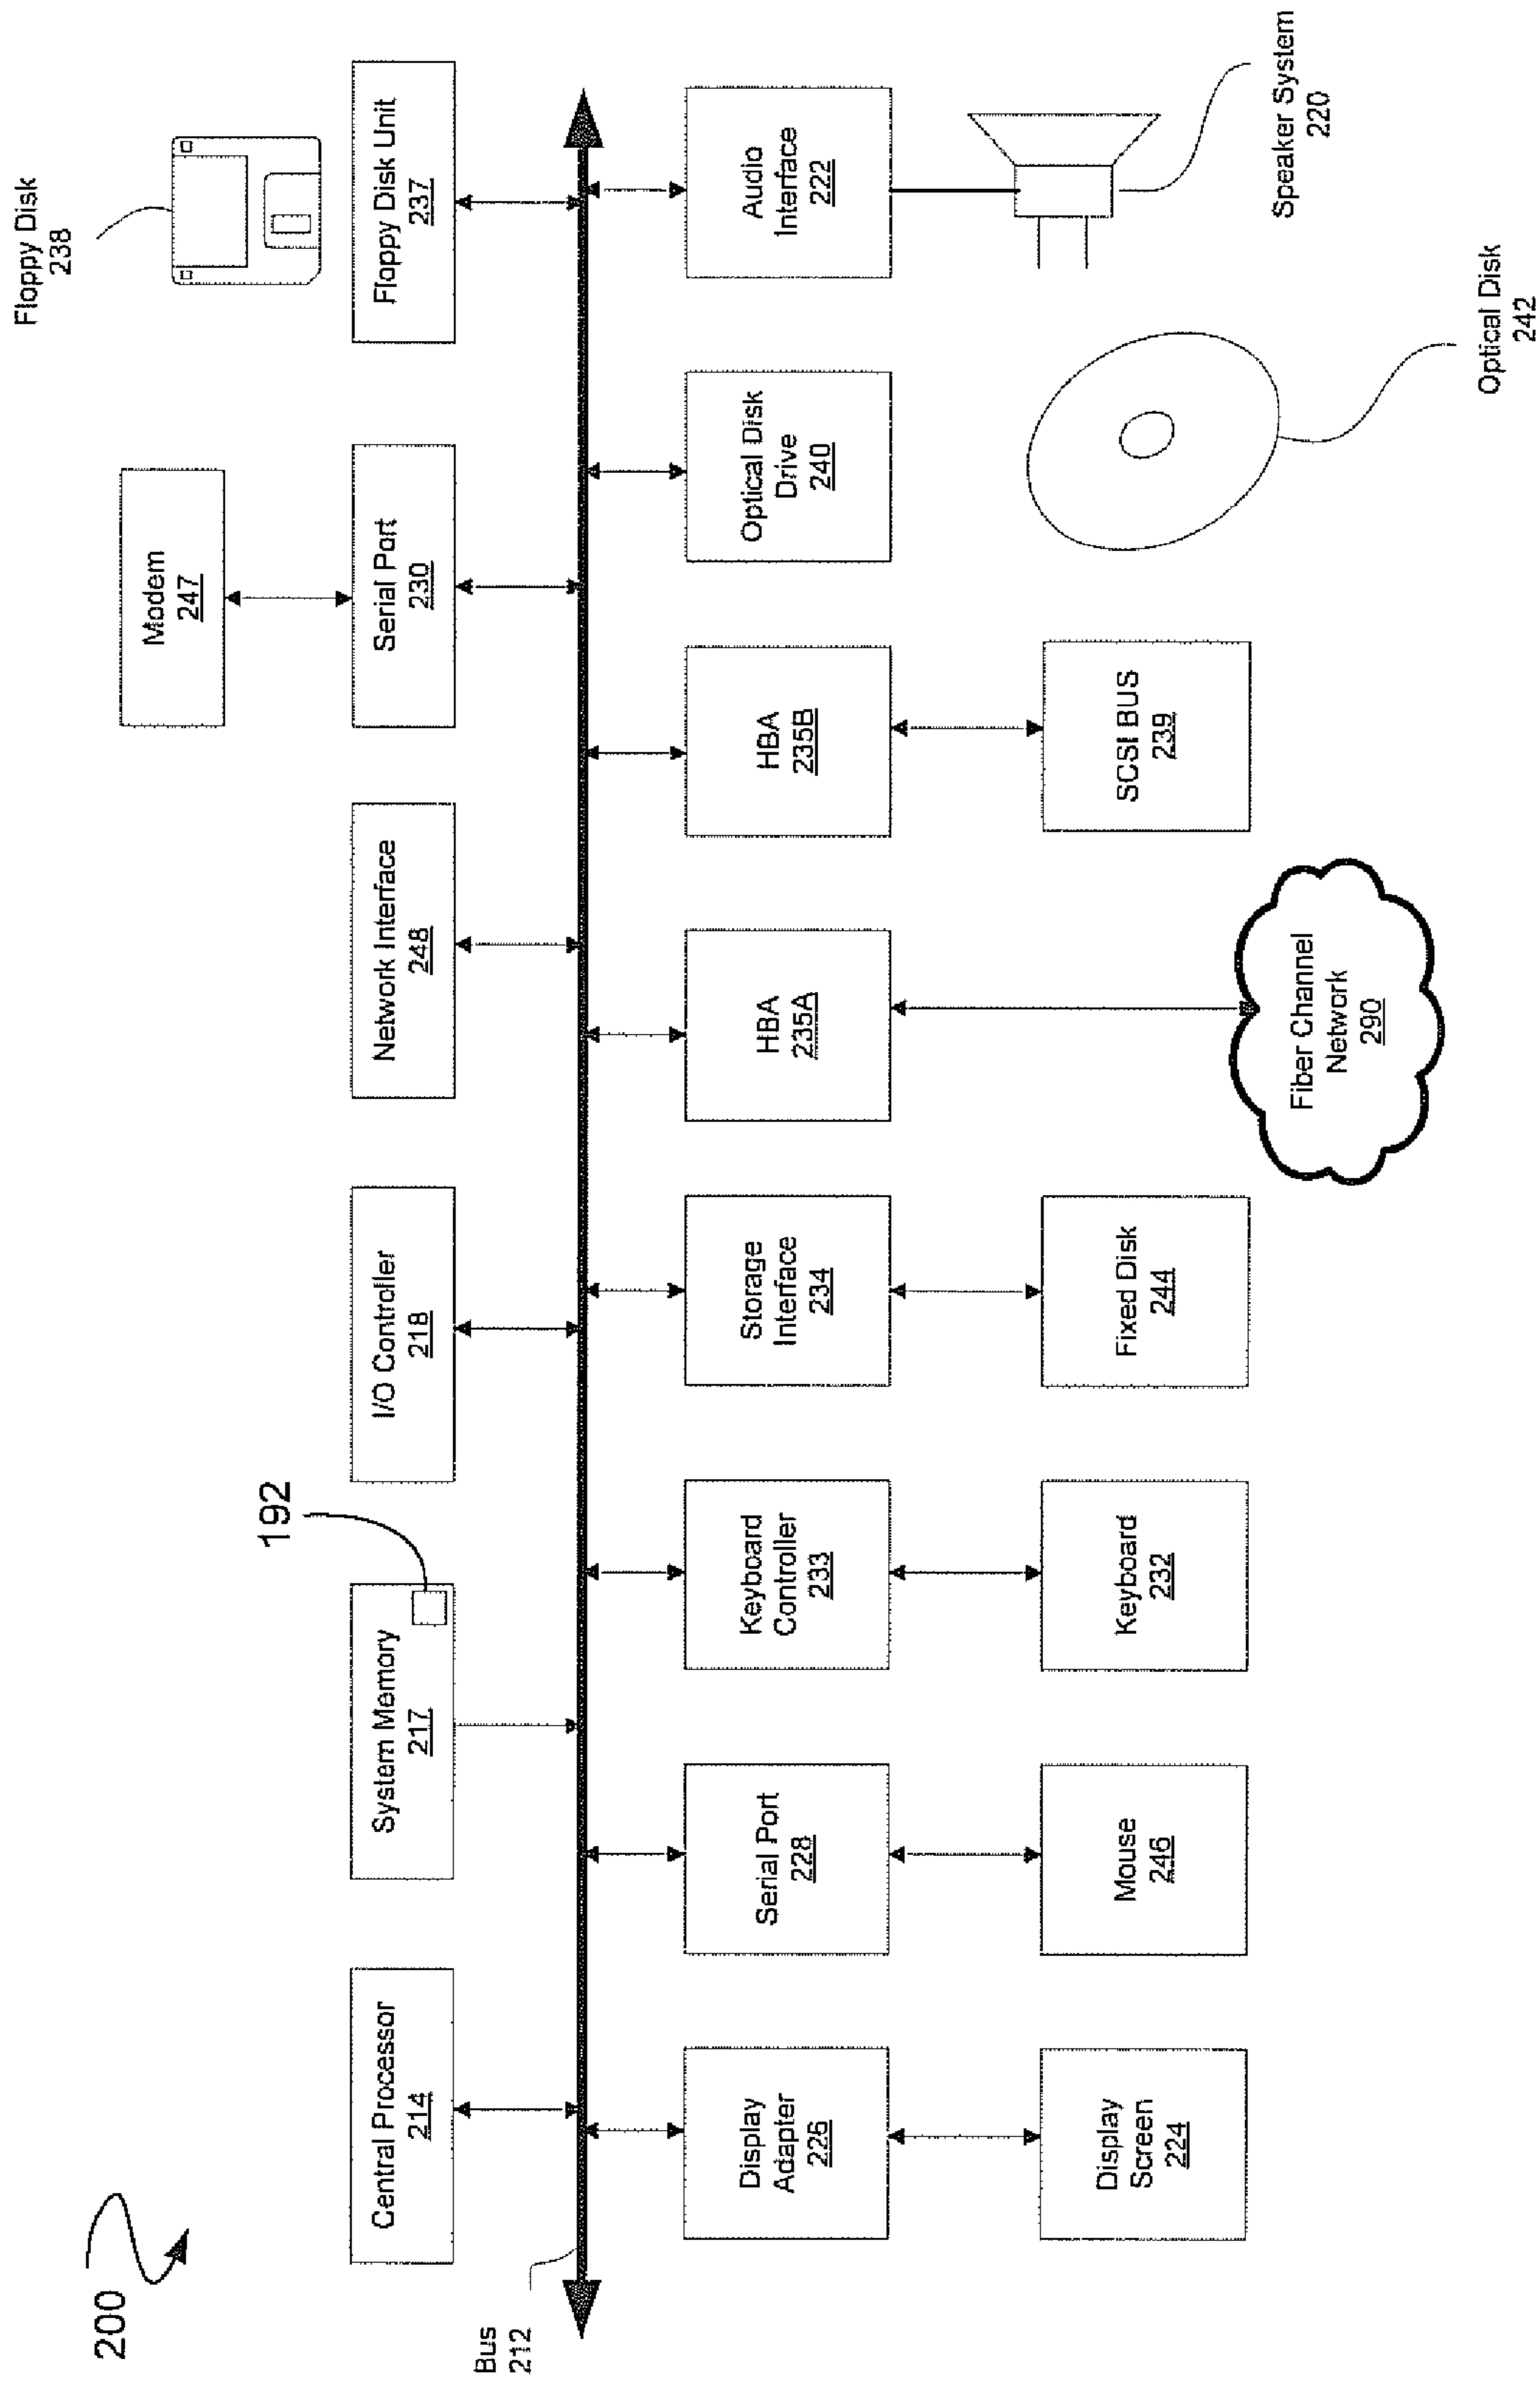 200
Floppy Disk
238
Modem
247
192
Central Processor
214
System Memory
217
I/O Controller
218
Network Interface
248
Serial Port
230
Floppy Disk Unit
237
Bus
212
Display
Adapter
226
Serial Port
228
Keyboard
Controller
233
Storage
Interface
234
HBA
235A
HBA
235B
Optical Disk
Drive
240
Audio
Interface
222
Display
Screen
224
Mouse
246
Keyboard
232
Fixed Disk
244
Fiber Channel
Network
290
SCSI BUS
239
Optical Disk
242
Speaker System
220